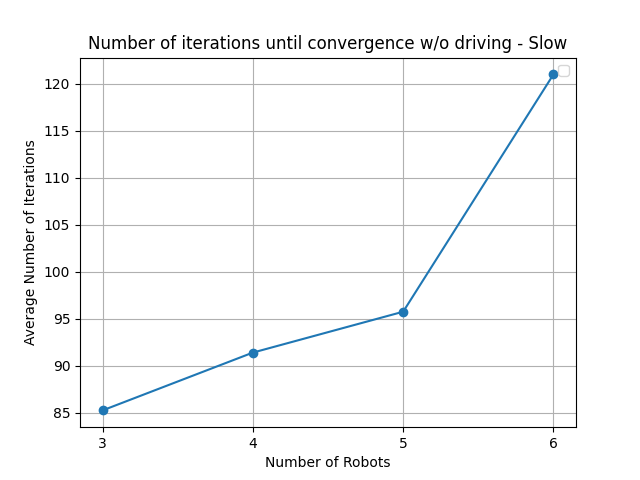 Number of iterations until convergence w/o driving - Slow
120
115
110
105
100
95
90
85
Average Number of Iterations
3 4 5 6
Number of Robots